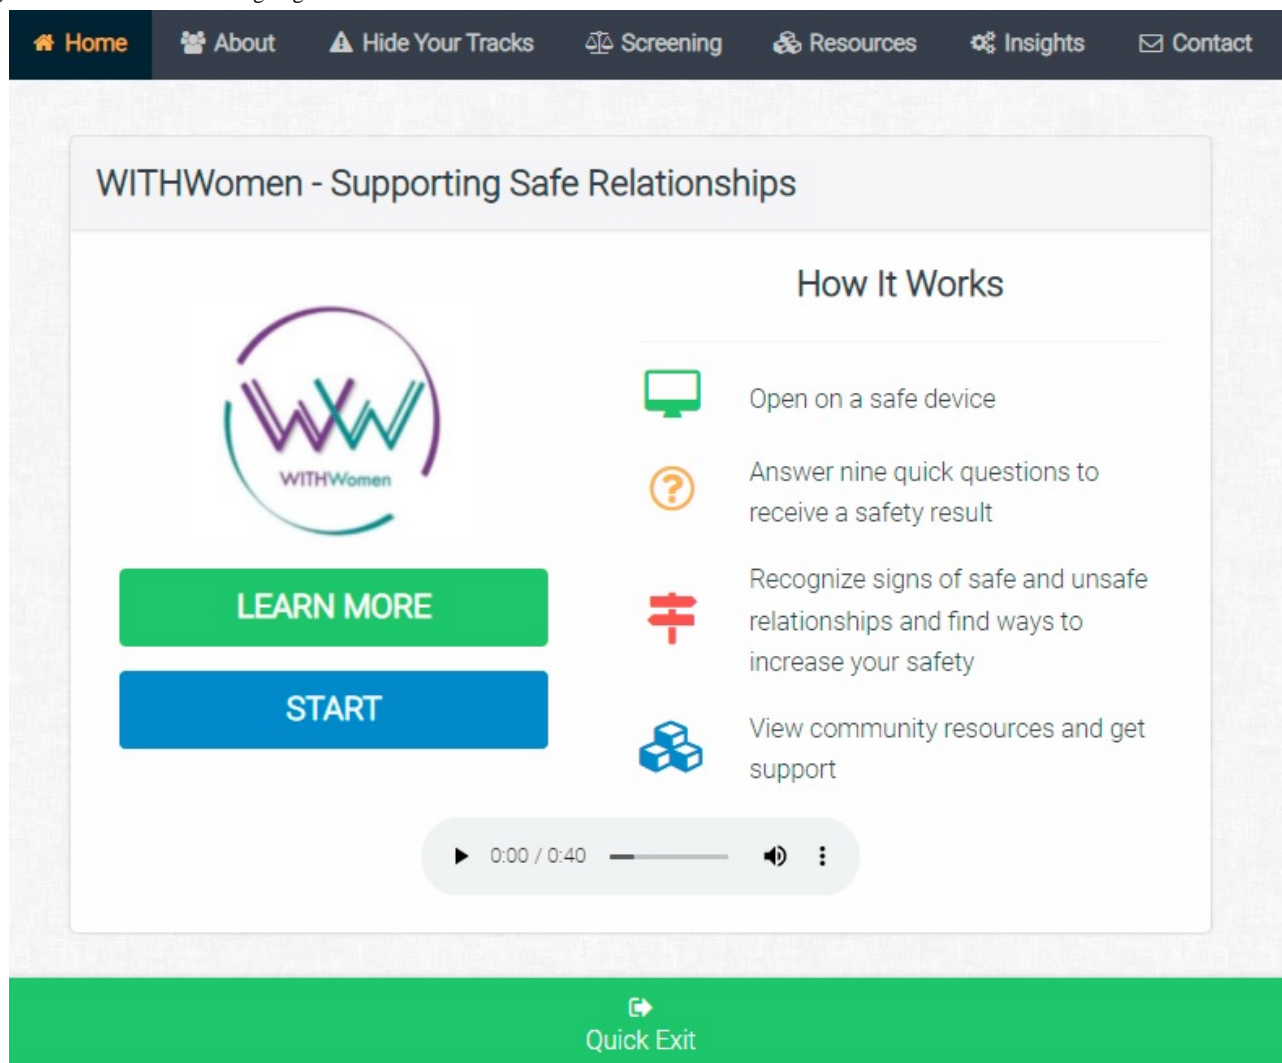 Home About Hide Your Tracks Screening Resources Insights Contact
WITHWomen - Supporting Safe Relationships
WW
WITHWomen
LEARN MORE
START
How It Works
Open on a safe device
Answer nine quick questions to
receive a safety result
Recognize signs of safe and unsafe
relationships and find ways to
increase your safety
View community resources and get
support
0:00 / 0:40
Quick Exit